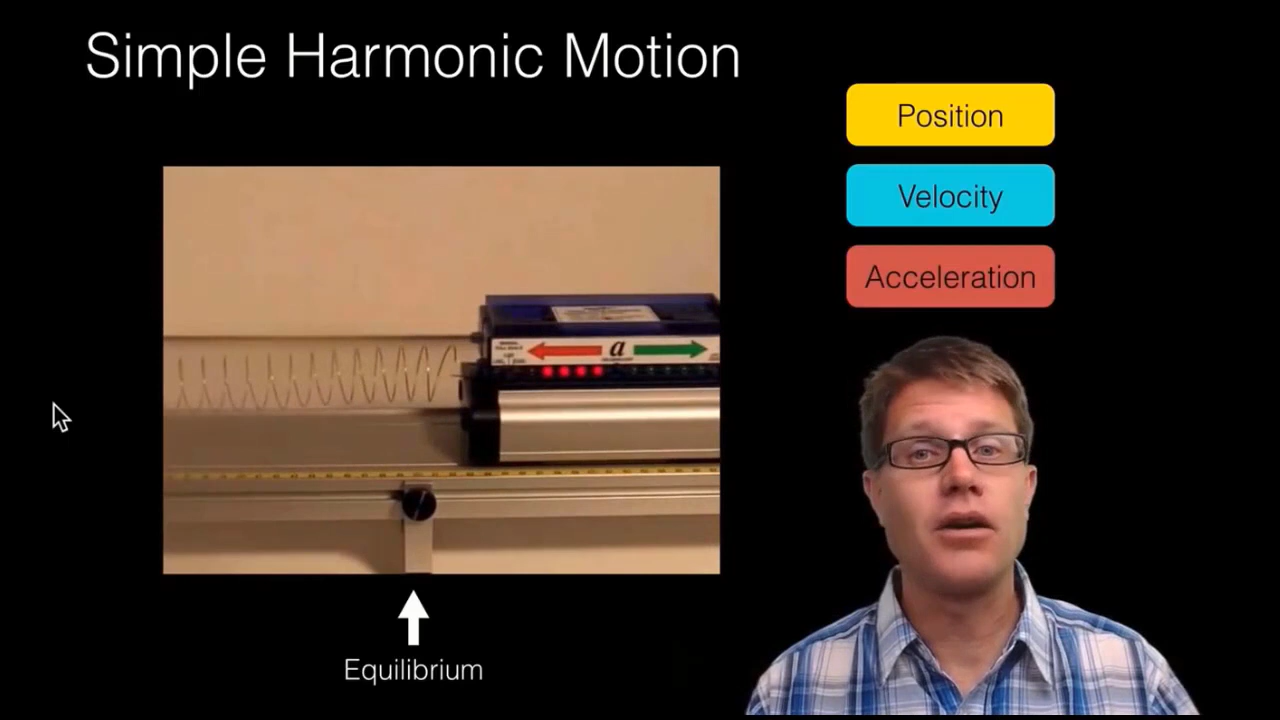 Simple Harmonic Motion
Position
Velocity
Acceleration
a
Equilibrium